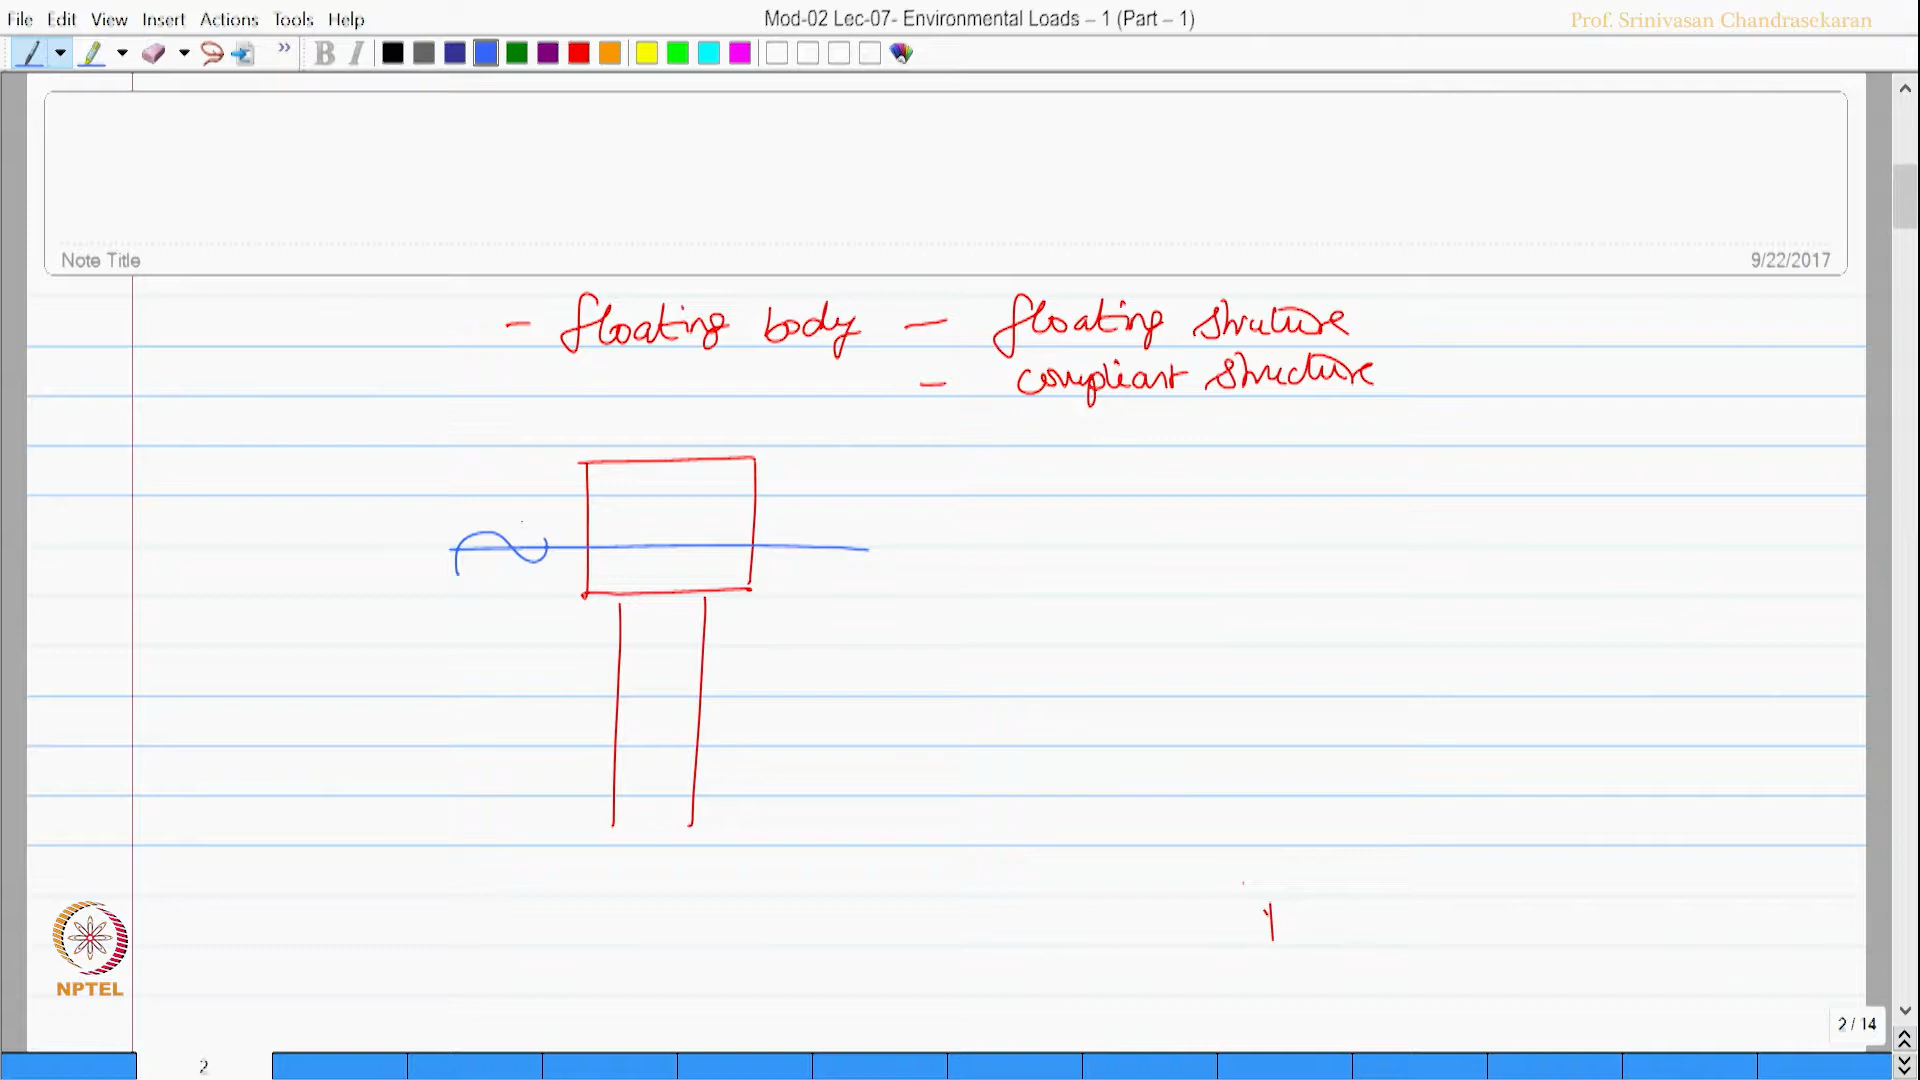 File Edit View Insert Actions Tools Help
Mod-02 Lec-07- Environmental Loads – 1 (Part – 1)
Prof. Srinivasan Chandrasekaran
B I
Note Title
9/22/2017
- floating body - floating structure
- compliant structure
NPTEL
2 / 14
2